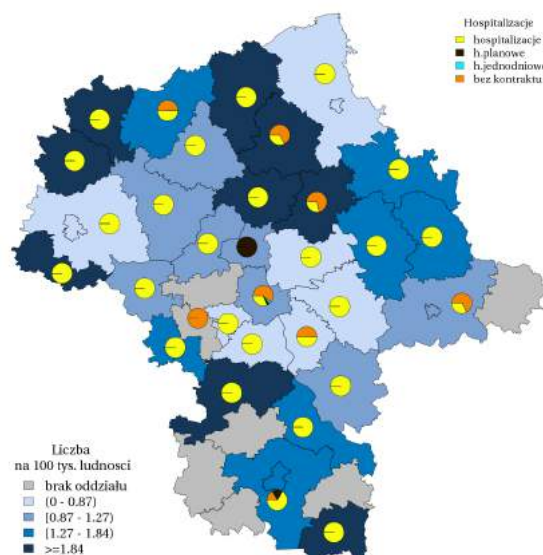 Hospitalizacje
hospitalizacje
h.planowe
h.jednodniowe
bez kontraktu
Liczba
na 100 tys. ludnosci
brak oddziału
(0 - 0.87)
[0.87 - 1.27)
[1.27 - 1.84)
>=1.84